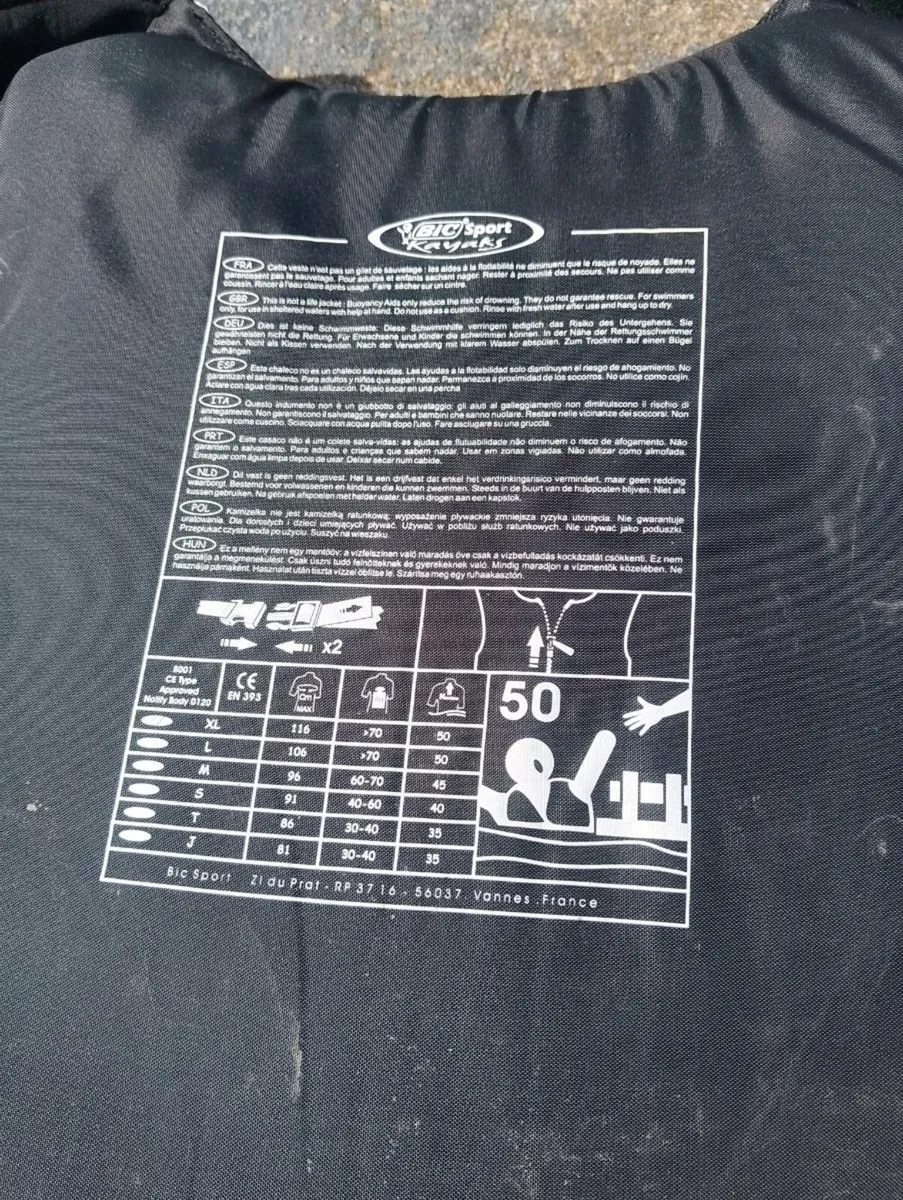 BIC Sport
Kayaks
FRA Cette veste n'est pas un gilet de sauvetage : les aides à la flottabilité ne diminuent que le risque de noyade. Elles ne
garantissent pas le sauvetage. Pour adultes et enfants sachant nager. Rester à proximité des secours. Ne pas utiliser comme
coussin. Rincer à l'eau claire après usage. Faire sécher sur un cintre.
GBR This is not a life jacket : Buoyancy Aids only reduce the risk of drowning. They do not garantee rescue. For swimmers
only, for use in sheltered waters with help at hand. Do not use as a cushion. Rinse with fresh water after use and hang up to dry.
DEU Dies ist keine Schwimmweste: Diese Schwimmhilfe verringern lediglich das Risiko des Untergehens. Sie
gewährleisten nicht die Rettung. Für Erwachsene und Kinder die schwimmen können. In der Nähe der Rettungsschwimmer
bleiben. Nicht als Kissen verwenden. Nach der Verwendung mit klarem Wasser abspülen. Zum Trocknen auf einen Bügel
aufhängen
ESP Este chaleco no es un chaleco salvavidas. Las ayudas a la flotabilidad solo disminuyen el riesgo de ahogamiento. No
garantizan el salvamento. Para adultos y niños que sepan nadar. Permanezca a proximidad de los socorros. No utilice como cojín.
Aclare con agua clara tras cada utilización. Déjelo secar en una percha
ITA Questo indumento non è un giubbotto di salvataggio: gli aiuti al galleggiamento non diminuiscono il rischio di
annegamento. Non garantiscono il salvataggio. Per adulti e bambini che sanno nuotare. Restare nelle vicinanze dei soccorsi. Non
utilizzare come cuscino. Sciacquare con acqua pulita dopo l'uso. Fare asciugare su una gruccia.
PRT Este casaco não é um colete salva-vidas: as ajudas de flutuabilidade não diminuem o risco de afogamento. Não
garantem o salvamento. Para adultos e crianças que sabem nadar. Usar em zonas vigiadas. Não utilizar como almofada.
Enxaguar com água limpa depois de usar. Deixar secar num cabide.
NLD Dit vest is geen reddingsvest. Het is een drijfvest dat enkel het verdrinkingsrisico vermindert, maar geen redding
waarborgt. Bestemd voor volwassenen en kinderen die kunnen zwemmen. Steeds in de buurt van de hulpposten blijven. Niet als
kussen gebruiken. Na gebruik afspoelen met helder water. Laten drogen aan een kapstok.
POL Kamizelka nie jest kamizelką ratunkową: wyposażenie pływackie zmniejsza ryzyka utonięcia. Nie gwarantuje
uratowania. Dla dorosłych i dzieci umiejących pływać. Używać w pobliżu służb ratunkowych. Nie używać jako poduszki.
Przepłukać czystą wodą po użyciu. Suszyć na wieszaku.
HUN Ez a mellény nem egy mentőöv: a vízfelszínen való maradás öve csak a vízbefulladás kockázatát csökkenti. Ez nem
garantálja a megmenekülést. Csak úszni tudó felnőtteknek és gyerekeknek való. Mindig maradjon a vízimentők közelében. Ne
használja párnaként. Használat után tiszta vízzel öblítse le. Szárítsa meg egy ruhaakasztón.
x2
8001
CE Type
Approved
Notify Body 0120
CE
EN 393
cm
MAX
50
XL 116 >70 50
L 106 >70 50
M 96 60-70 45
S 91 40-60 40
T 86 30-40 35
J 81 30-40 35
Bic Sport ZI du Prat - RP 3716 - 56037. Vannes .France